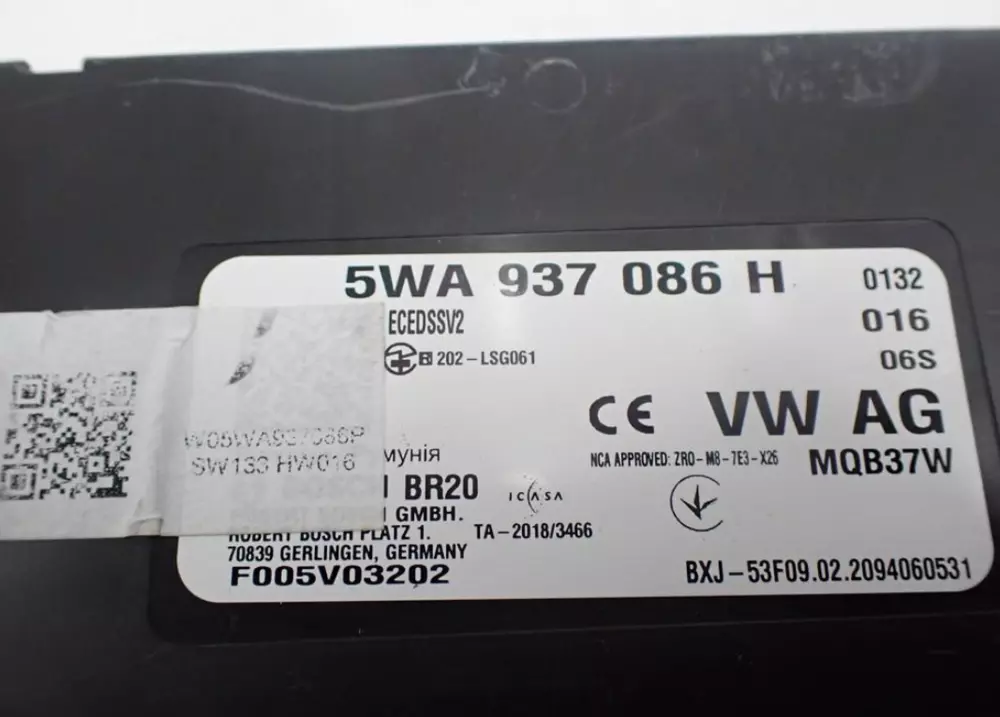 5WA 937 086 H 0132
ECEDSSV2 016
R 202-LSG061 06S
CE VW AG
мунія NCA APPROVED: ZRO-M8-7E3-X26 MQB37W
W05WA937086P
SW133 HW016
BR20 ICASA
GMBH. TA-2018/3466
ROBERT BOSCH PLATZ 1.
70839 GERLINGEN, GERMANY
F005V03202 BXJ-53F09.02.2094060531